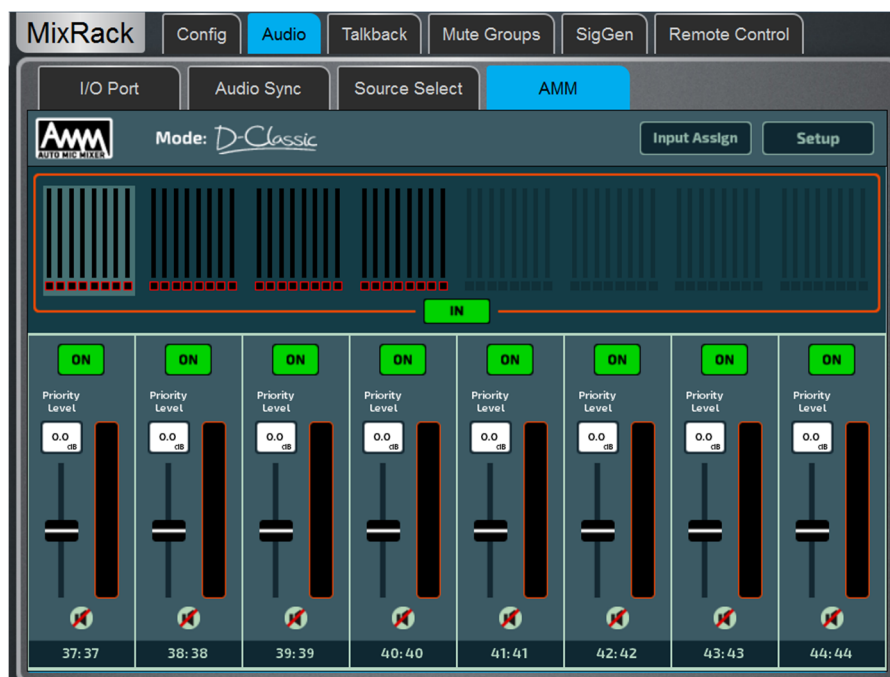 MixRack Config Audio Talkback Mute Groups SigGen Remote Control
I/O Port Audio Sync Source Select AMM
AMM Mode: D-Classic Input Assign Setup
AUTO MIC MIXER
IN
ON ON ON ON ON ON ON ON
Priority Priority Priority Priority Priority Priority Priority Priority
Level Level Level Level Level Level Level Level
0.0 0.0 0.0 0.0 0.0 0.0 0.0 0.0
dB dB dB dB dB dB dB dB
37:37 38:38 39:39 40:40 41:41 42:42 43:43 44:44